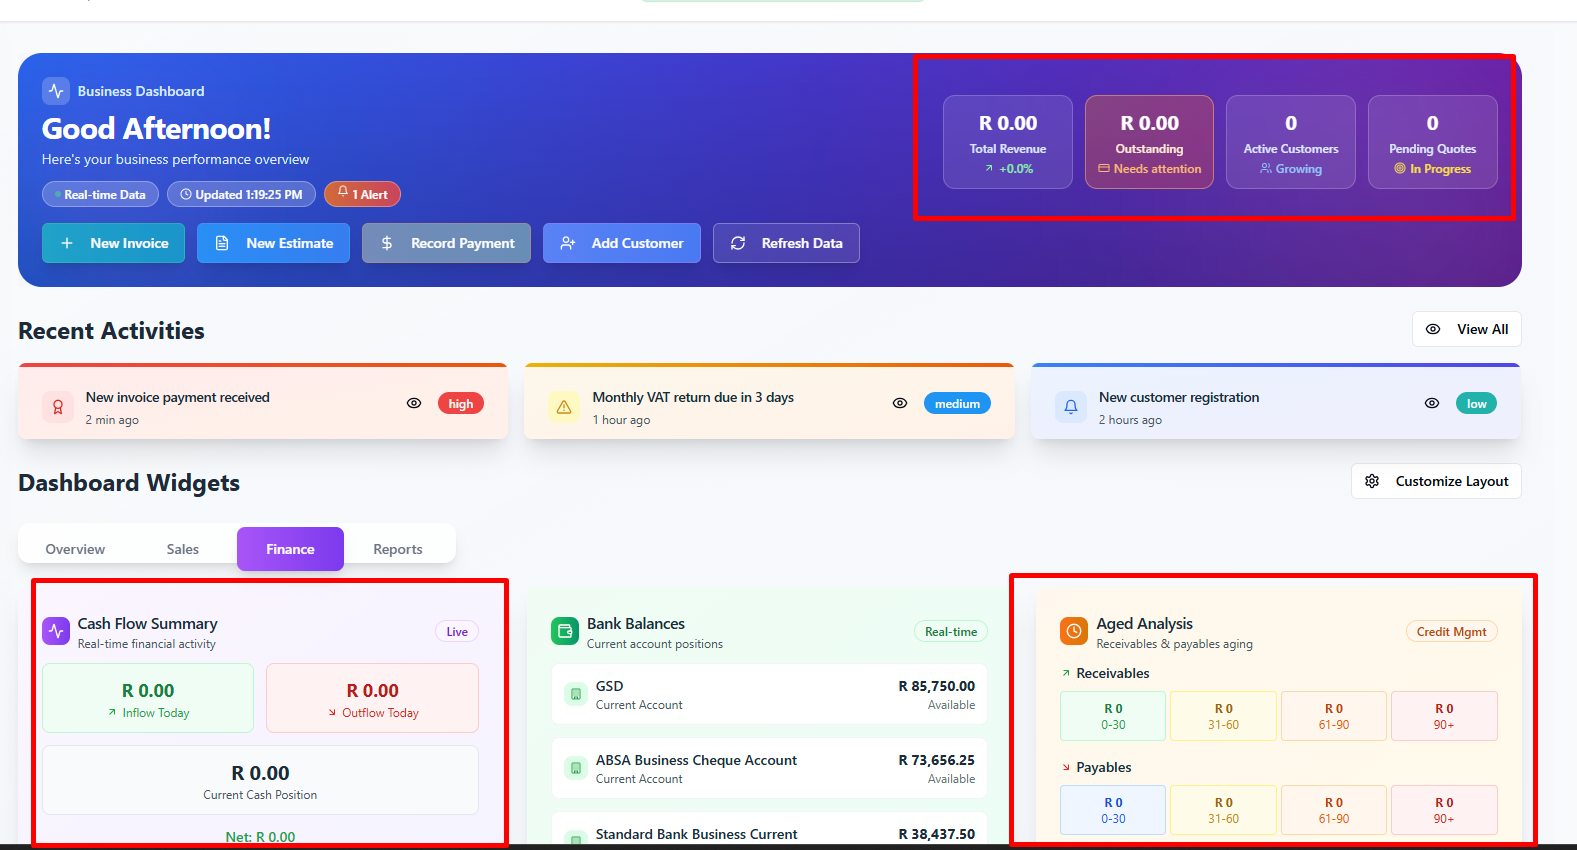 Business Dashboard
Good Afternoon!
Here's your business performance overview
Real-time Data
Updated 1:19:25 PM
1 Alert
New Invoice
New Estimate
Record Payment
Add Customer
Refresh Data
R 0.00
Total Revenue
+0.0%
R 0.00
Outstanding
Needs attention
0
Active Customers
Growing
0
Pending Quotes
In Progress
Recent Activities
View All
New invoice payment received
2 min ago
high
Monthly VAT return due in 3 days
1 hour ago
medium
New customer registration
2 hours ago
low
Dashboard Widgets
Customize Layout
Overview
Sales
Finance
Reports
Cash Flow Summary
Real-time financial activity
Live
R 0.00
Inflow Today
R 0.00
Outflow Today
R 0.00
Current Cash Position
Net: R 0.00
Bank Balances
Current account positions
Real-time
GSD
Current Account
R 85,750.00
Available
ABSA Business Cheque Account
Current Account
R 73,656.25
Available
Standard Bank Business Current
R 38,437.50
Aged Analysis
Receivables & payables aging
Credit Mgmt
Receivables
R 0
0-30
R 0
31-60
R 0
61-90
R 0
90+
Payables
R 0
0-30
R 0
31-60
R 0
61-90
R 0
90+